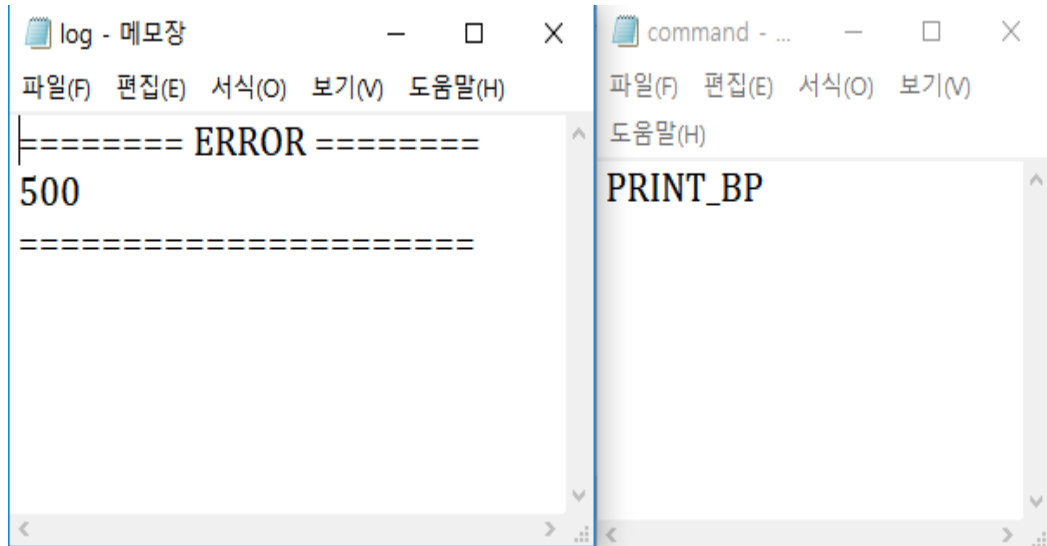 log - 메모장
파일(F) 편집(E) 서식(O) 보기(V) 도움말(H)
======== ERROR ========
500
======================
command - ...
파일(F) 편집(E) 서식(O) 보기(V)
도움말(H)
PRINT_BP